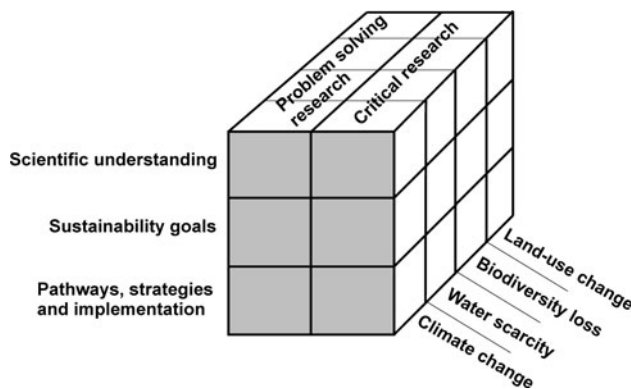 Problem solving
research
Critical research
Scientific understanding
Sustainability goals
Pathways, strategies
and implementation
Land-use change
Biodiversity loss
Water scarcity
Climate change